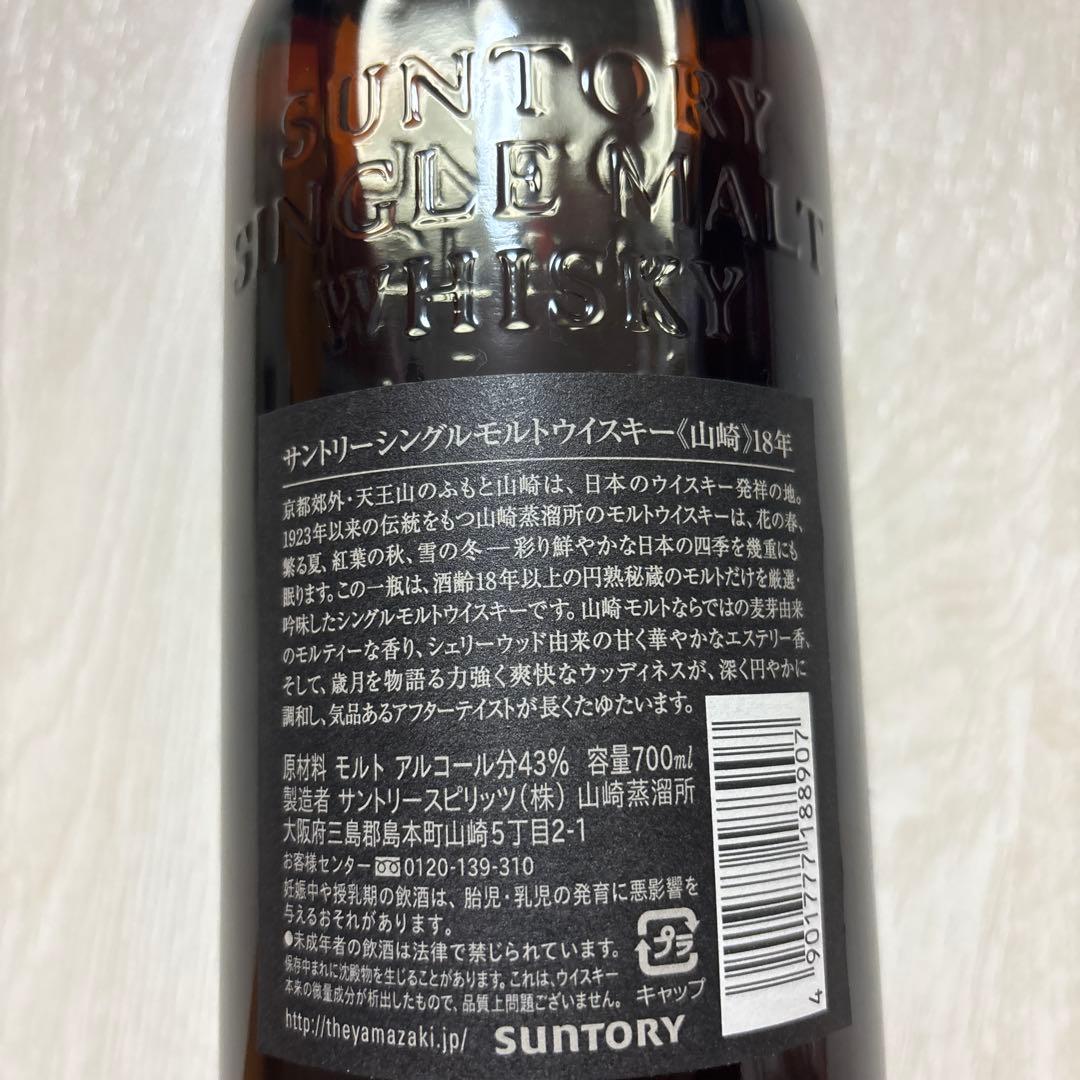 SUNTORY
SINGLE MALT
WHISKY
サントリーシングルモルトウイスキー《山崎》18年
京都郊外・天王山のふもと山崎は、日本のウイスキー発祥の地。
1923年以来の伝統をもつ山崎蒸溜所のモルトウイスキーは、花の春、
繁る夏、紅葉の秋、雪の冬―彩り鮮やかな日本の四季を幾重にも
眠ります。この一瓶は、酒齢18年以上の円熟秘蔵のモルトだけを厳選・
吟味したシングルモルトウイスキーです。山崎モルトならではの麦芽由来
のモルティーな香り、シェリーウッド由来の甘く華やかなエステリー香、
そして、歳月を物語る力強く爽快なウッディネスが、深く円やかに
調和し、気品あるアフターテイストが長くたゆたいます。
原材料 モルト アルコール分43% 容量700ml
製造者 サントリースピリッツ(株) 山崎蒸溜所
大阪府三島郡島本町山崎5丁目2-1
お客様センター 0120-139-310
妊娠中や授乳期の飲酒は、胎児・乳児の発育に悪影響を
与えるおそれがあります。
●未成年者の飲酒は法律で禁じられています。
保存中まれに沈殿物を生じることがあります。これは、ウイスキー
本来の微量成分が析出したもので、品質上問題ございません。
プラ
キャップ
http://theyamazaki.jp/
SUNTORY
4 901777 188907